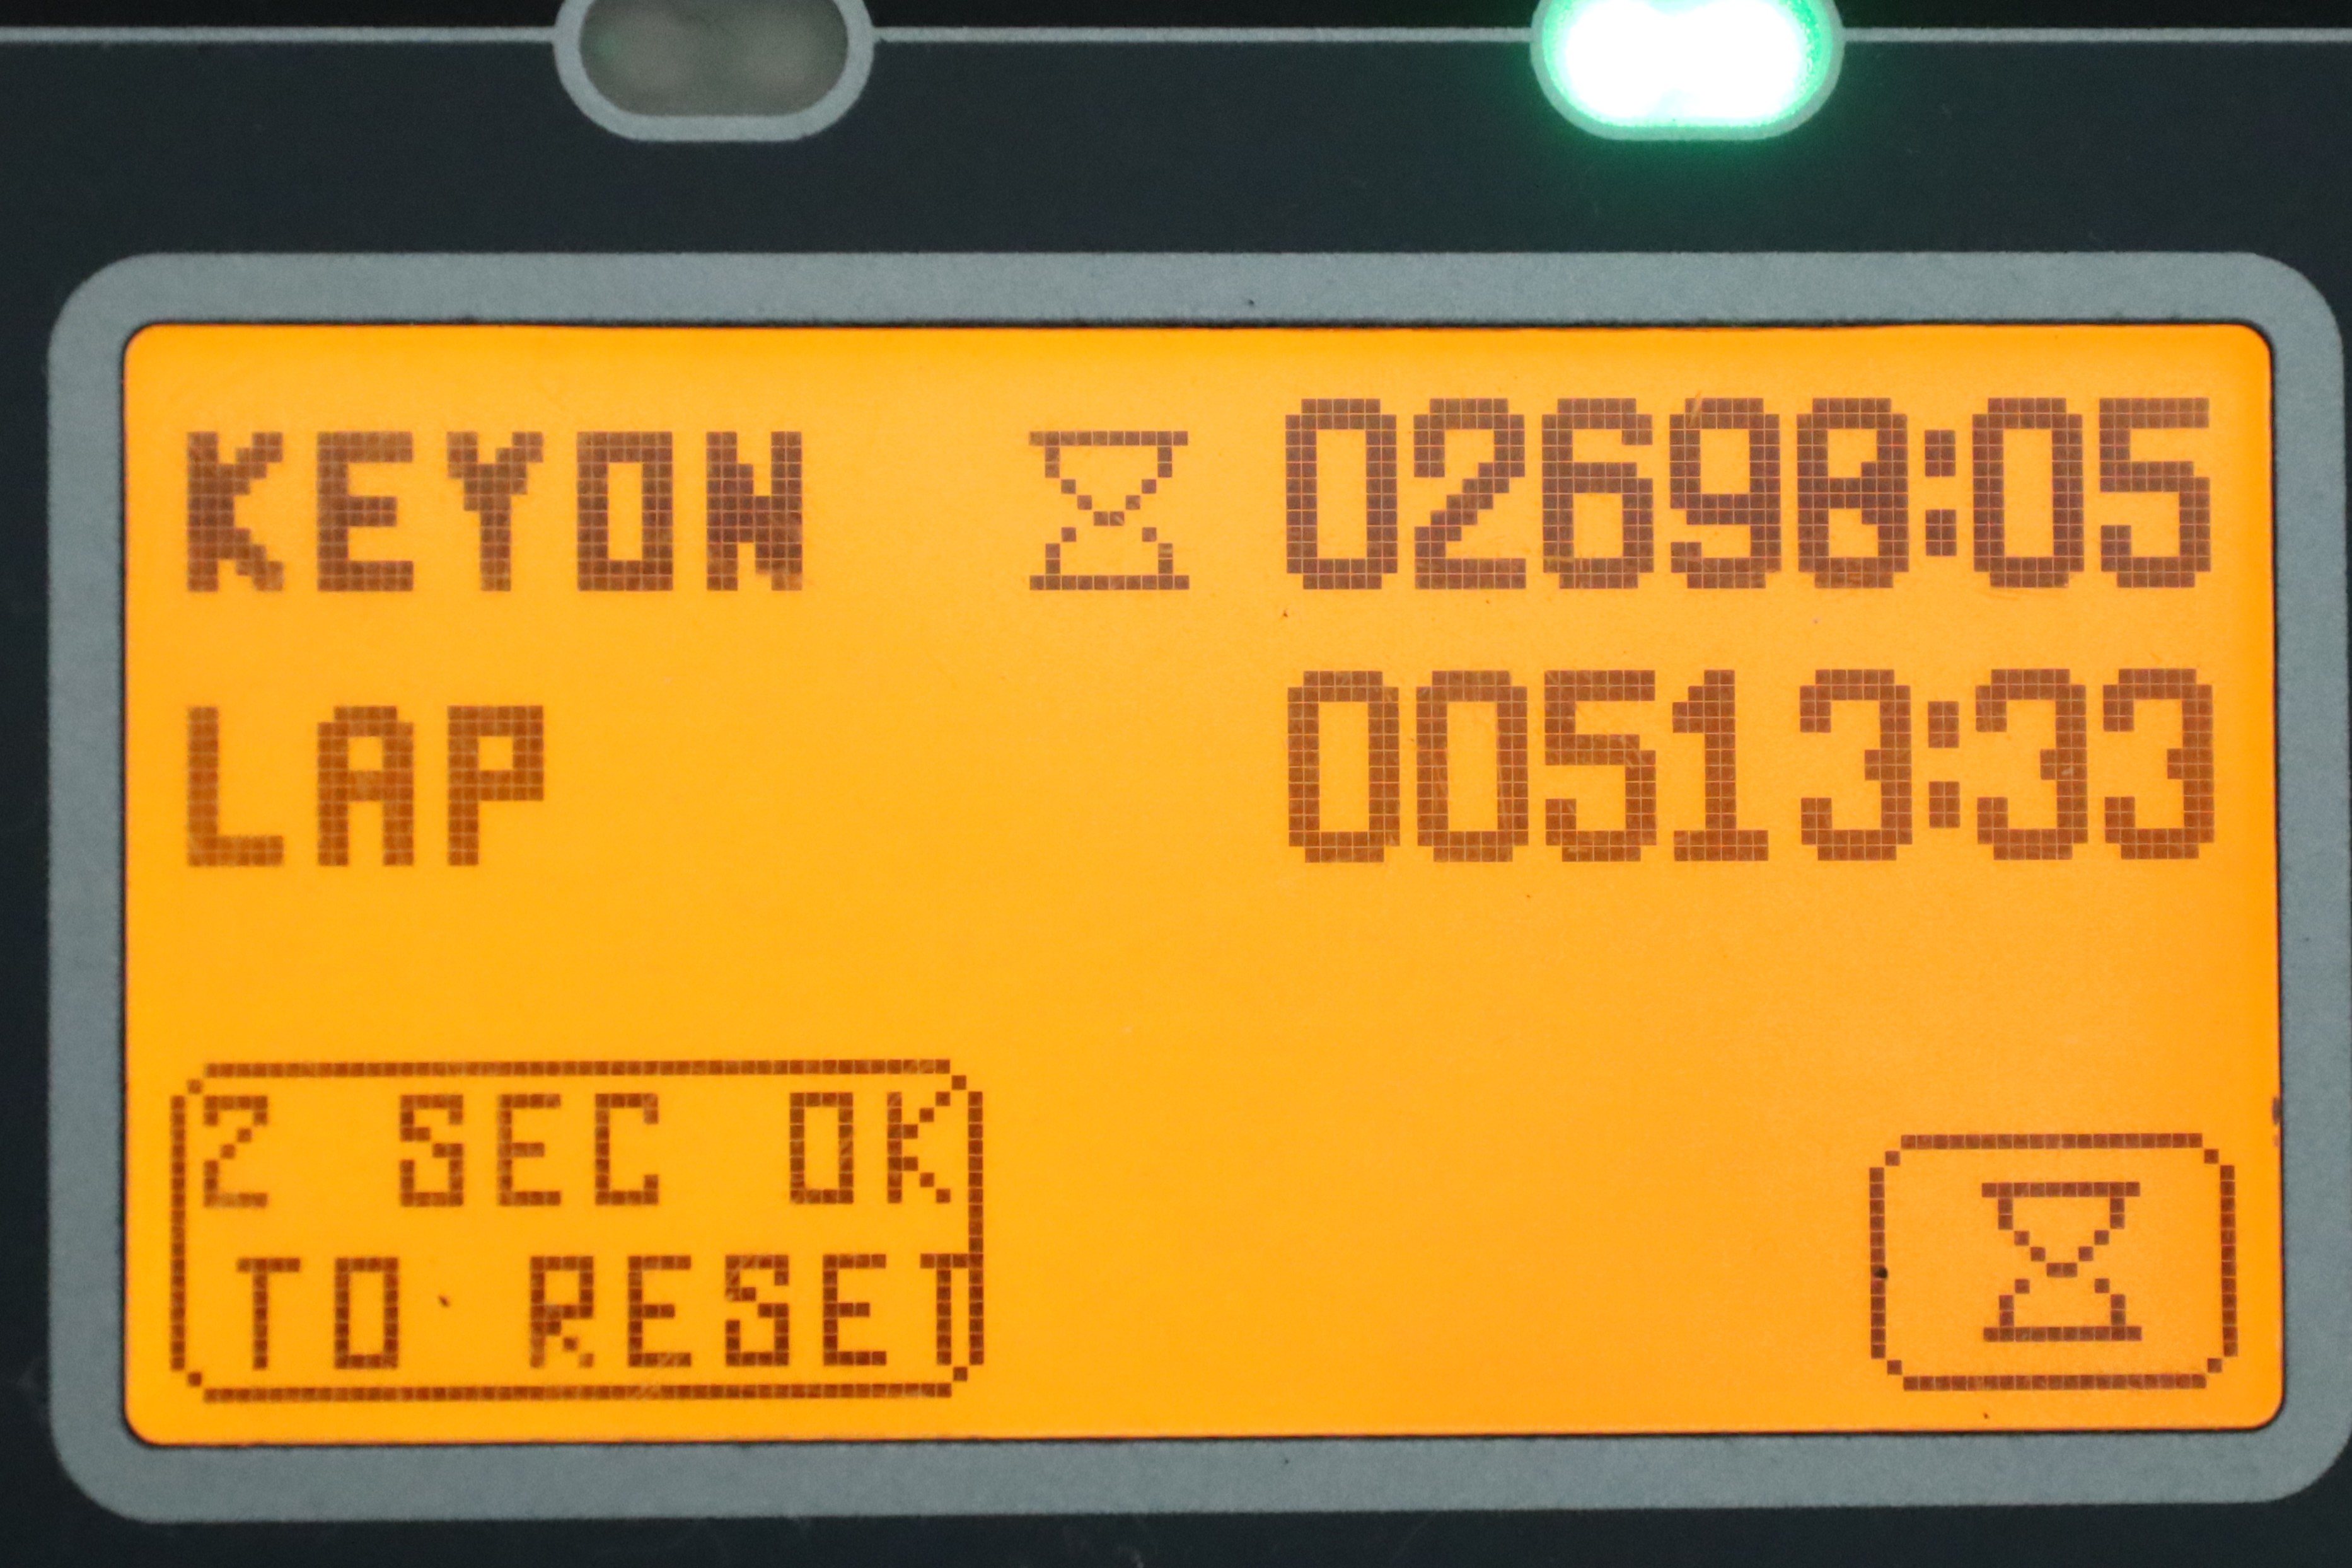 KEYON 02698:05
LAP 00513:33
2 SEC OK
TO RESET